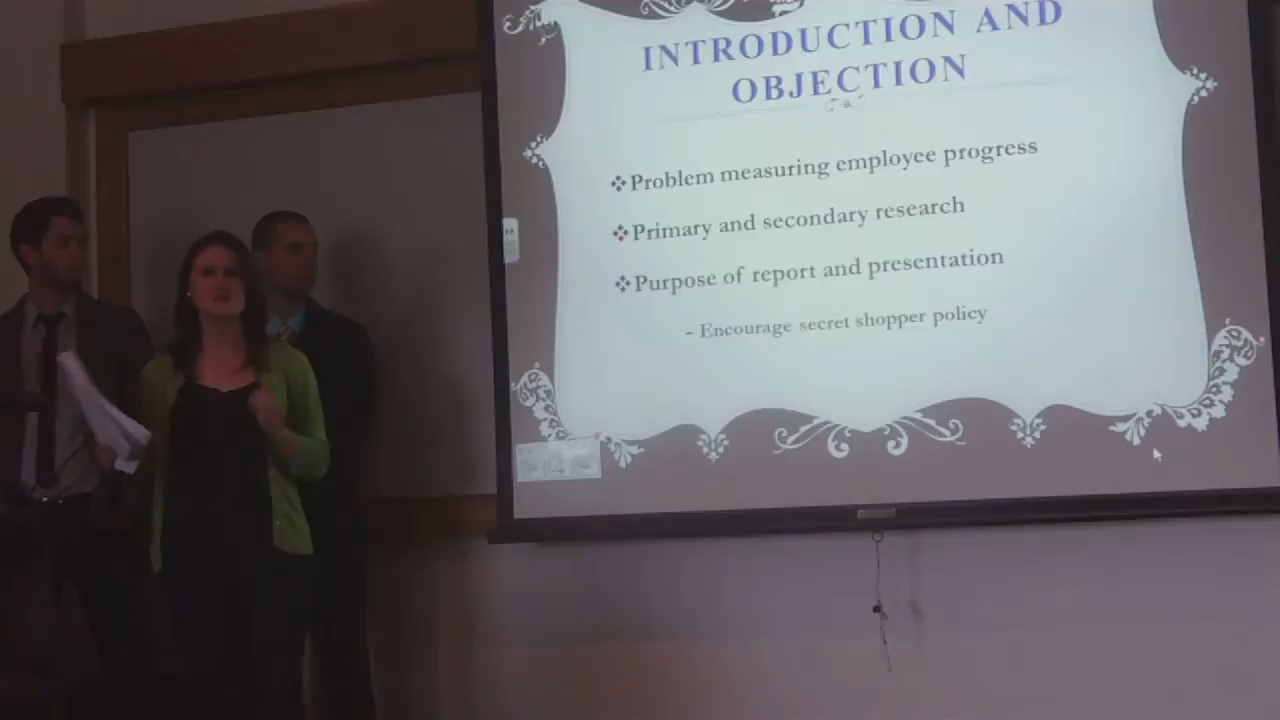 INTRODUCTION AND
OBJECTION
❖Problem measuring employee progress
❖Primary and secondary research
❖Purpose of report and presentation
- Encourage secret shopper policy